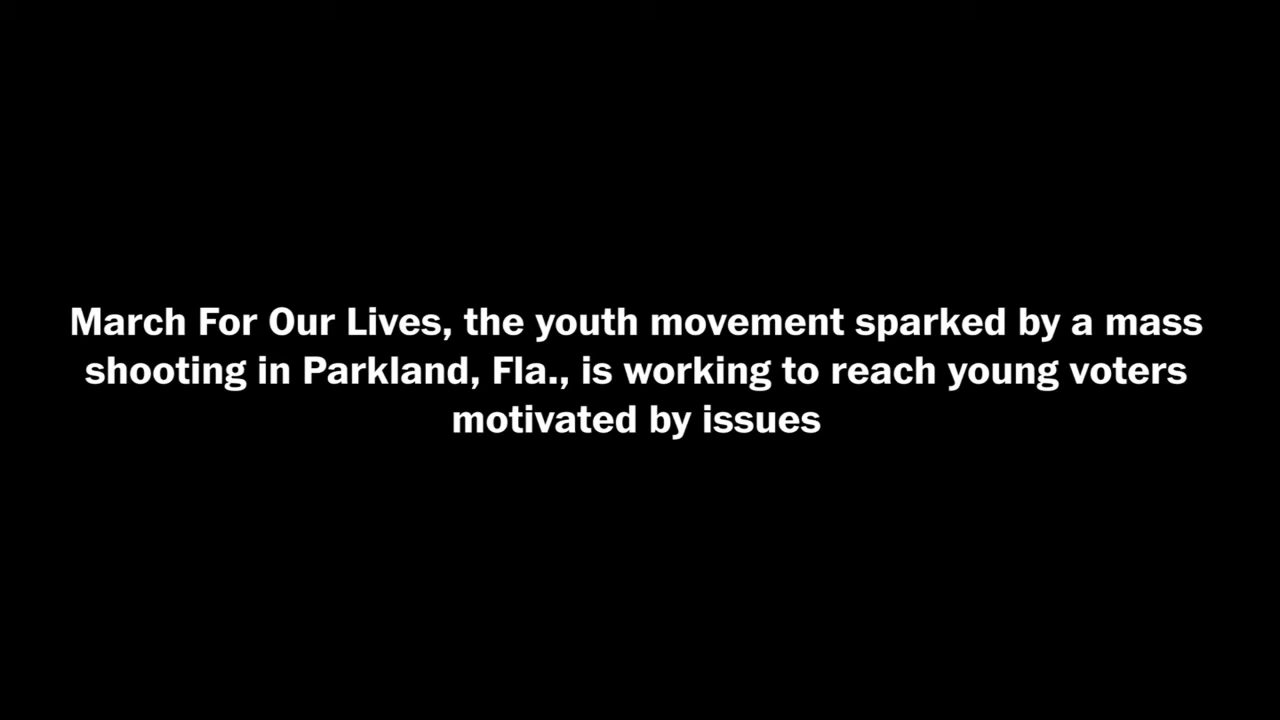 March For Our Lives, the youth movement sparked by a mass
shooting in Parkland, Fla., is working to reach young voters
motivated by issues